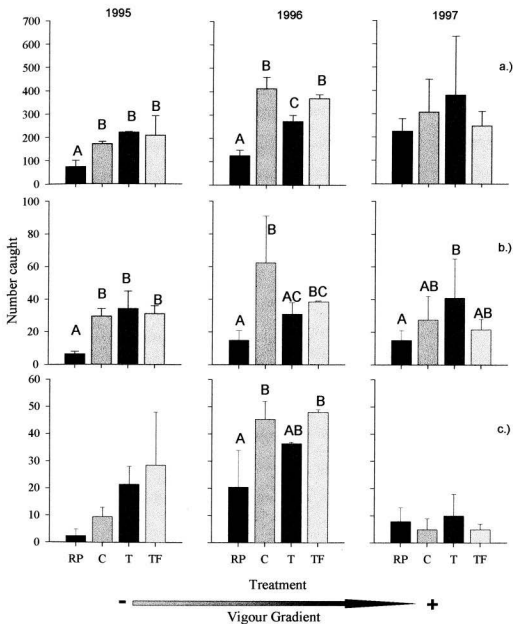 1995 1996 1997
700
600
500
400
300
200
100
0
A B B B
A B C B
a.)
100
80
60
40
20
0
A B B B
A B AC BC
A AB B AB
b.)
Number caught
60
50
40
30
20
10
0
A B AB B
c.)
RP C T TF RP C T TF RP C T TF
Treatment
- +
Vigour Gradient